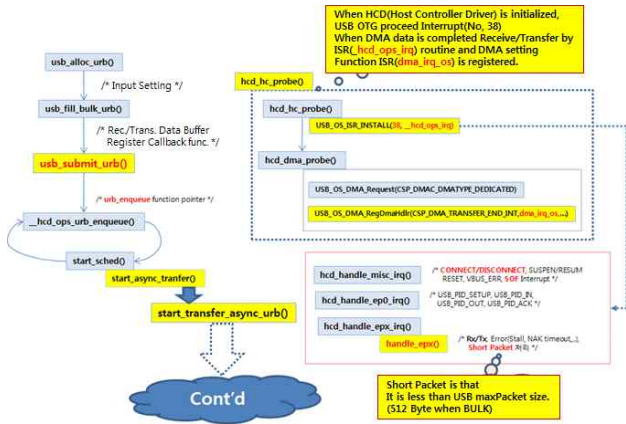 When HCD(Host Controller Driver) is initialized,
USB OTG proceed Interrupt(No, 38)
When DMA data is completed Receive/Transfer by
ISR(_hcd_ops_irq) routine and DMA setting
Function ISR(dma_irq_os) is registered.
usb_alloc_urb()
/* Input Setting */
usb_fill_bulk_urb()
/* Rec./Trans. Data Buffer
Register Callback func. */
usb_submit_urb()
/* urb_enqueue function pointer */
__hcd_ops_urb_enqueue()
start_sched()
start_async_tranfer()
start_transfer_async_urb()
Cont'd
hcd_hc_probe()
hcd_hc_probe()
USB_OS_ISR_INSTALL(38, __hcd_ops_irq)
hcd_dma_probe()
USB_OS_DMA_Request(CSP_DMAC_DMATYPE_DEDICATED)
USB_OS_DMA_RegDmaHdlr(CSP_DMA_TRANSFER_END_INT,dma_irq_os,...)
hcd_handle_misc_irq()
/* CONNECT/DISCONNECT, SUSPEN/RESUM
RESET, VBUS_ERR, SOF Interrupt */
hcd_handle_ep0_irq()
/* USB_PID_SETUP, USB_PID_IN,
USB_PID_OUT, USB_PID_ACK */
hcd_handle_epx_irq()
handle_epx()
/* Rx/Tx, Error(Stall, NAK timeout,..),
Short Packet 처리 */
Short Packet is that
It is less than USB maxPacket size.
(512 Byte when BULK)